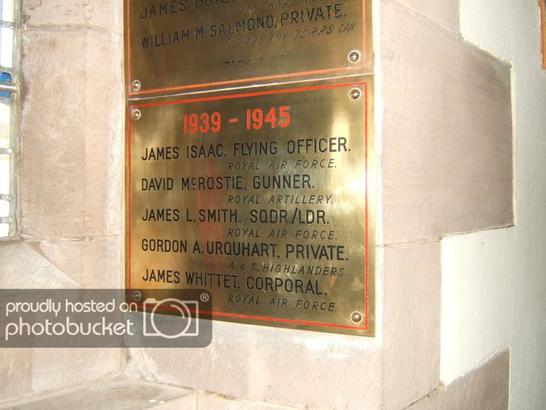 WILLIAM M. SALMOND, PRIVATE.
1939 - 1945
JAMES ISAAC, FLYING OFFICER.
ROYAL AIR FORCE.
DAVID McROSTIE, GUNNER.
ROYAL ARTILLERY.
JAMES L. SMITH. SQDR/LDR.
ROYAL AIR FORCE.
GORDON A. URQUHART. PRIVATE.
A. & S. HIGHLANDERS.
JAMES WHITTET, CORPORAL.
ROYAL AIR FORCE
proudly hosted on
photobucket